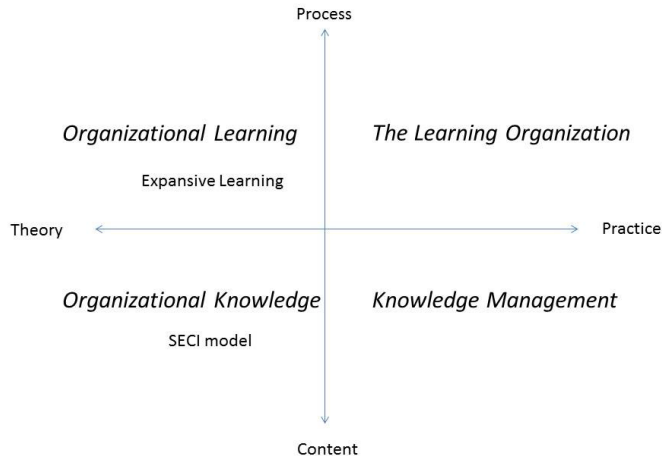 Process
Organizational Learning
The Learning Organization
Expansive Learning
Theory
Practice
Organizational Knowledge
Knowledge Management
SECI model
Content